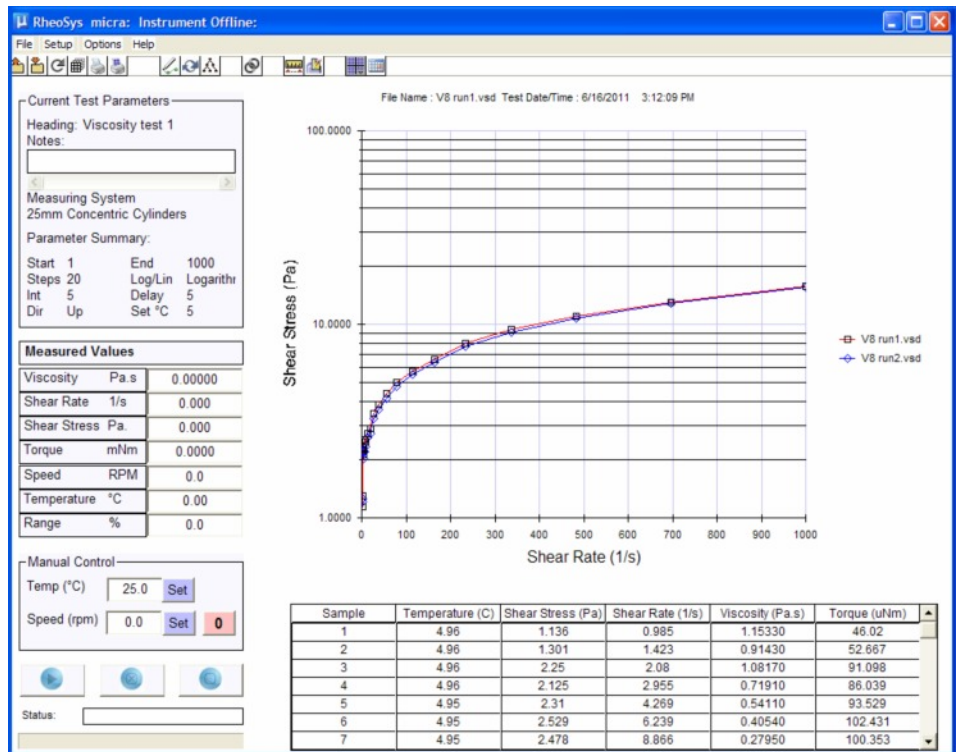 µ RheoSys micra: Instrument Offline:
File Setup Options Help
Current Test Parameters
Heading: Viscosity test 1
Notes:
Measuring System
25mm Concentric Cylinders
Parameter Summary:
Start 1 End 1000
Steps 20 Log/Lin Logarithr
Int 5 Delay 5
Dir Up Set °C 5
Measured Values
Viscosity Pa.s 0.00000
Shear Rate 1/s 0.000
Shear Stress Pa. 0.000
Torque mNm 0.0000
Speed RPM 0.0
Temperature °C 0.00
Range % 0.0
Manual Control
Temp (°C) 25.0 Set
Speed (rpm) 0.0 Set 0
Status:
File Name : V8 run1.vsd Test Date/Time : 6/16/2011 3:12:09 PM
Shear Stress (Pa)
100.0000
10.0000
1.0000
0 100 200 300 400 500 600 700 800 900 1000
Shear Rate (1/s)
V8 run1.vsd
V8 run2.vsd
Sample Temperature (C) Shear Stress (Pa) Shear Rate (1/s) Viscosity (Pa.s) Torque (uNm)
1 4.96 1.136 0.985 1.15330 46.02
2 4.96 1.301 1.423 0.91430 52.667
3 4.96 2.25 2.08 1.08170 91.098
4 4.96 2.125 2.955 0.71910 86.039
5 4.95 2.31 4.269 0.54110 93.529
6 4.95 2.529 6.239 0.40540 102.431
7 4.95 2.478 8.866 0.27950 100.353